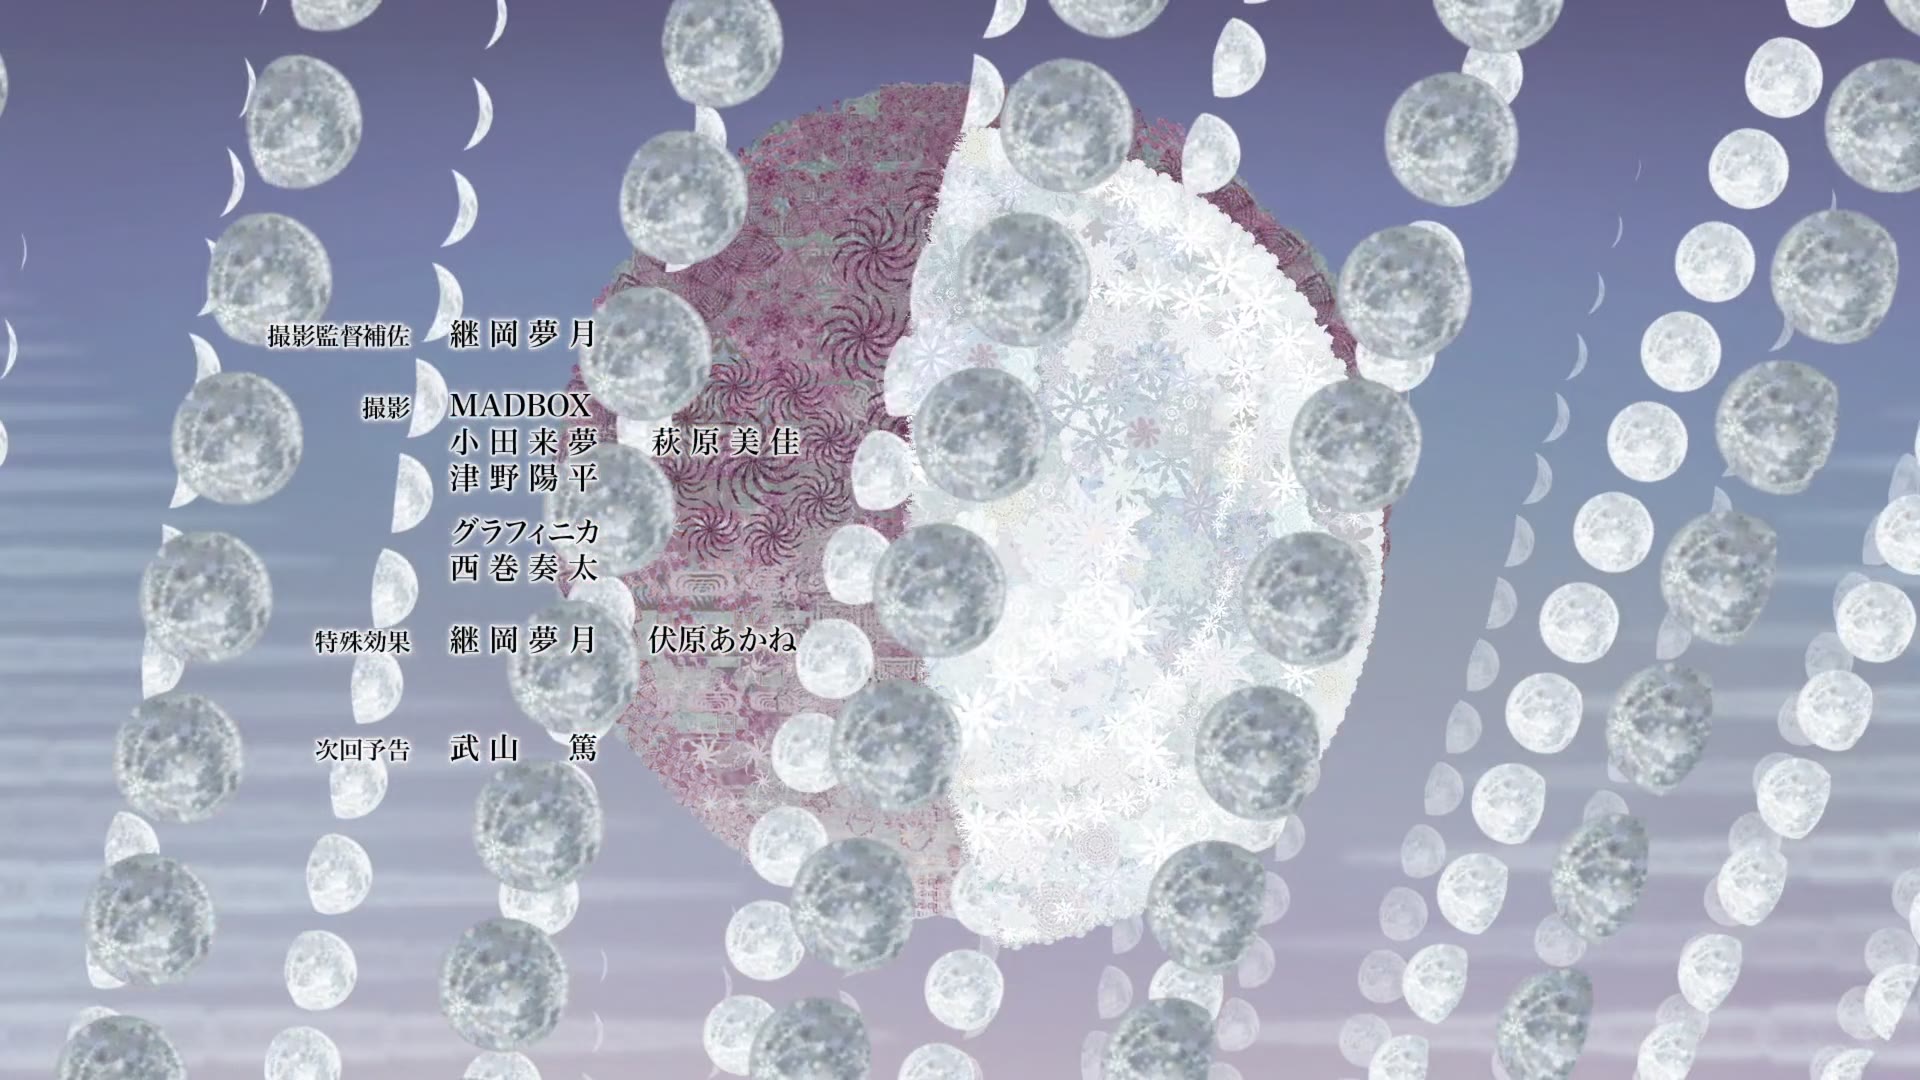 撮影監督補佐 継岡夢月
撮影 MADBOX
小田来夢 萩原美佳
津野陽平
グラフィニカ
西巻奏太
特殊効果 継岡夢月 伏原あかね
次回予告 武山 篤